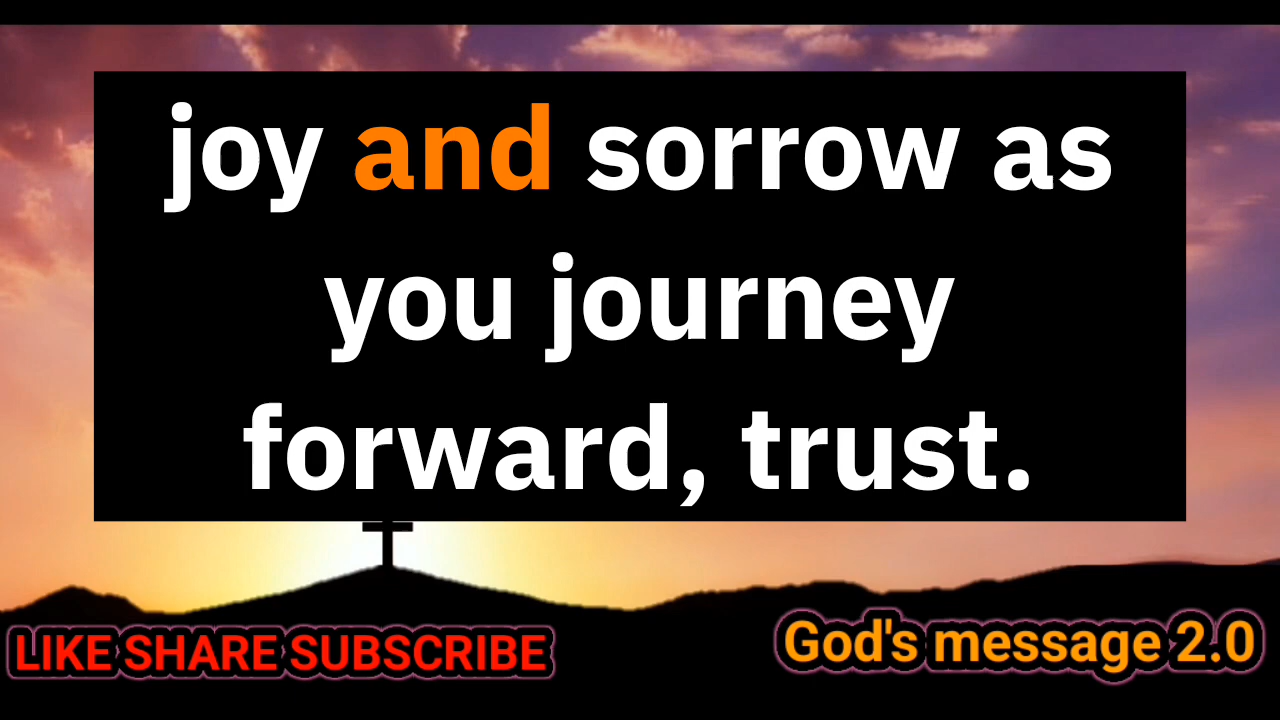 joy and sorrow as
you journey
forward, trust.
LIKE SHARE SUBSCRIBE
God's message 2.0